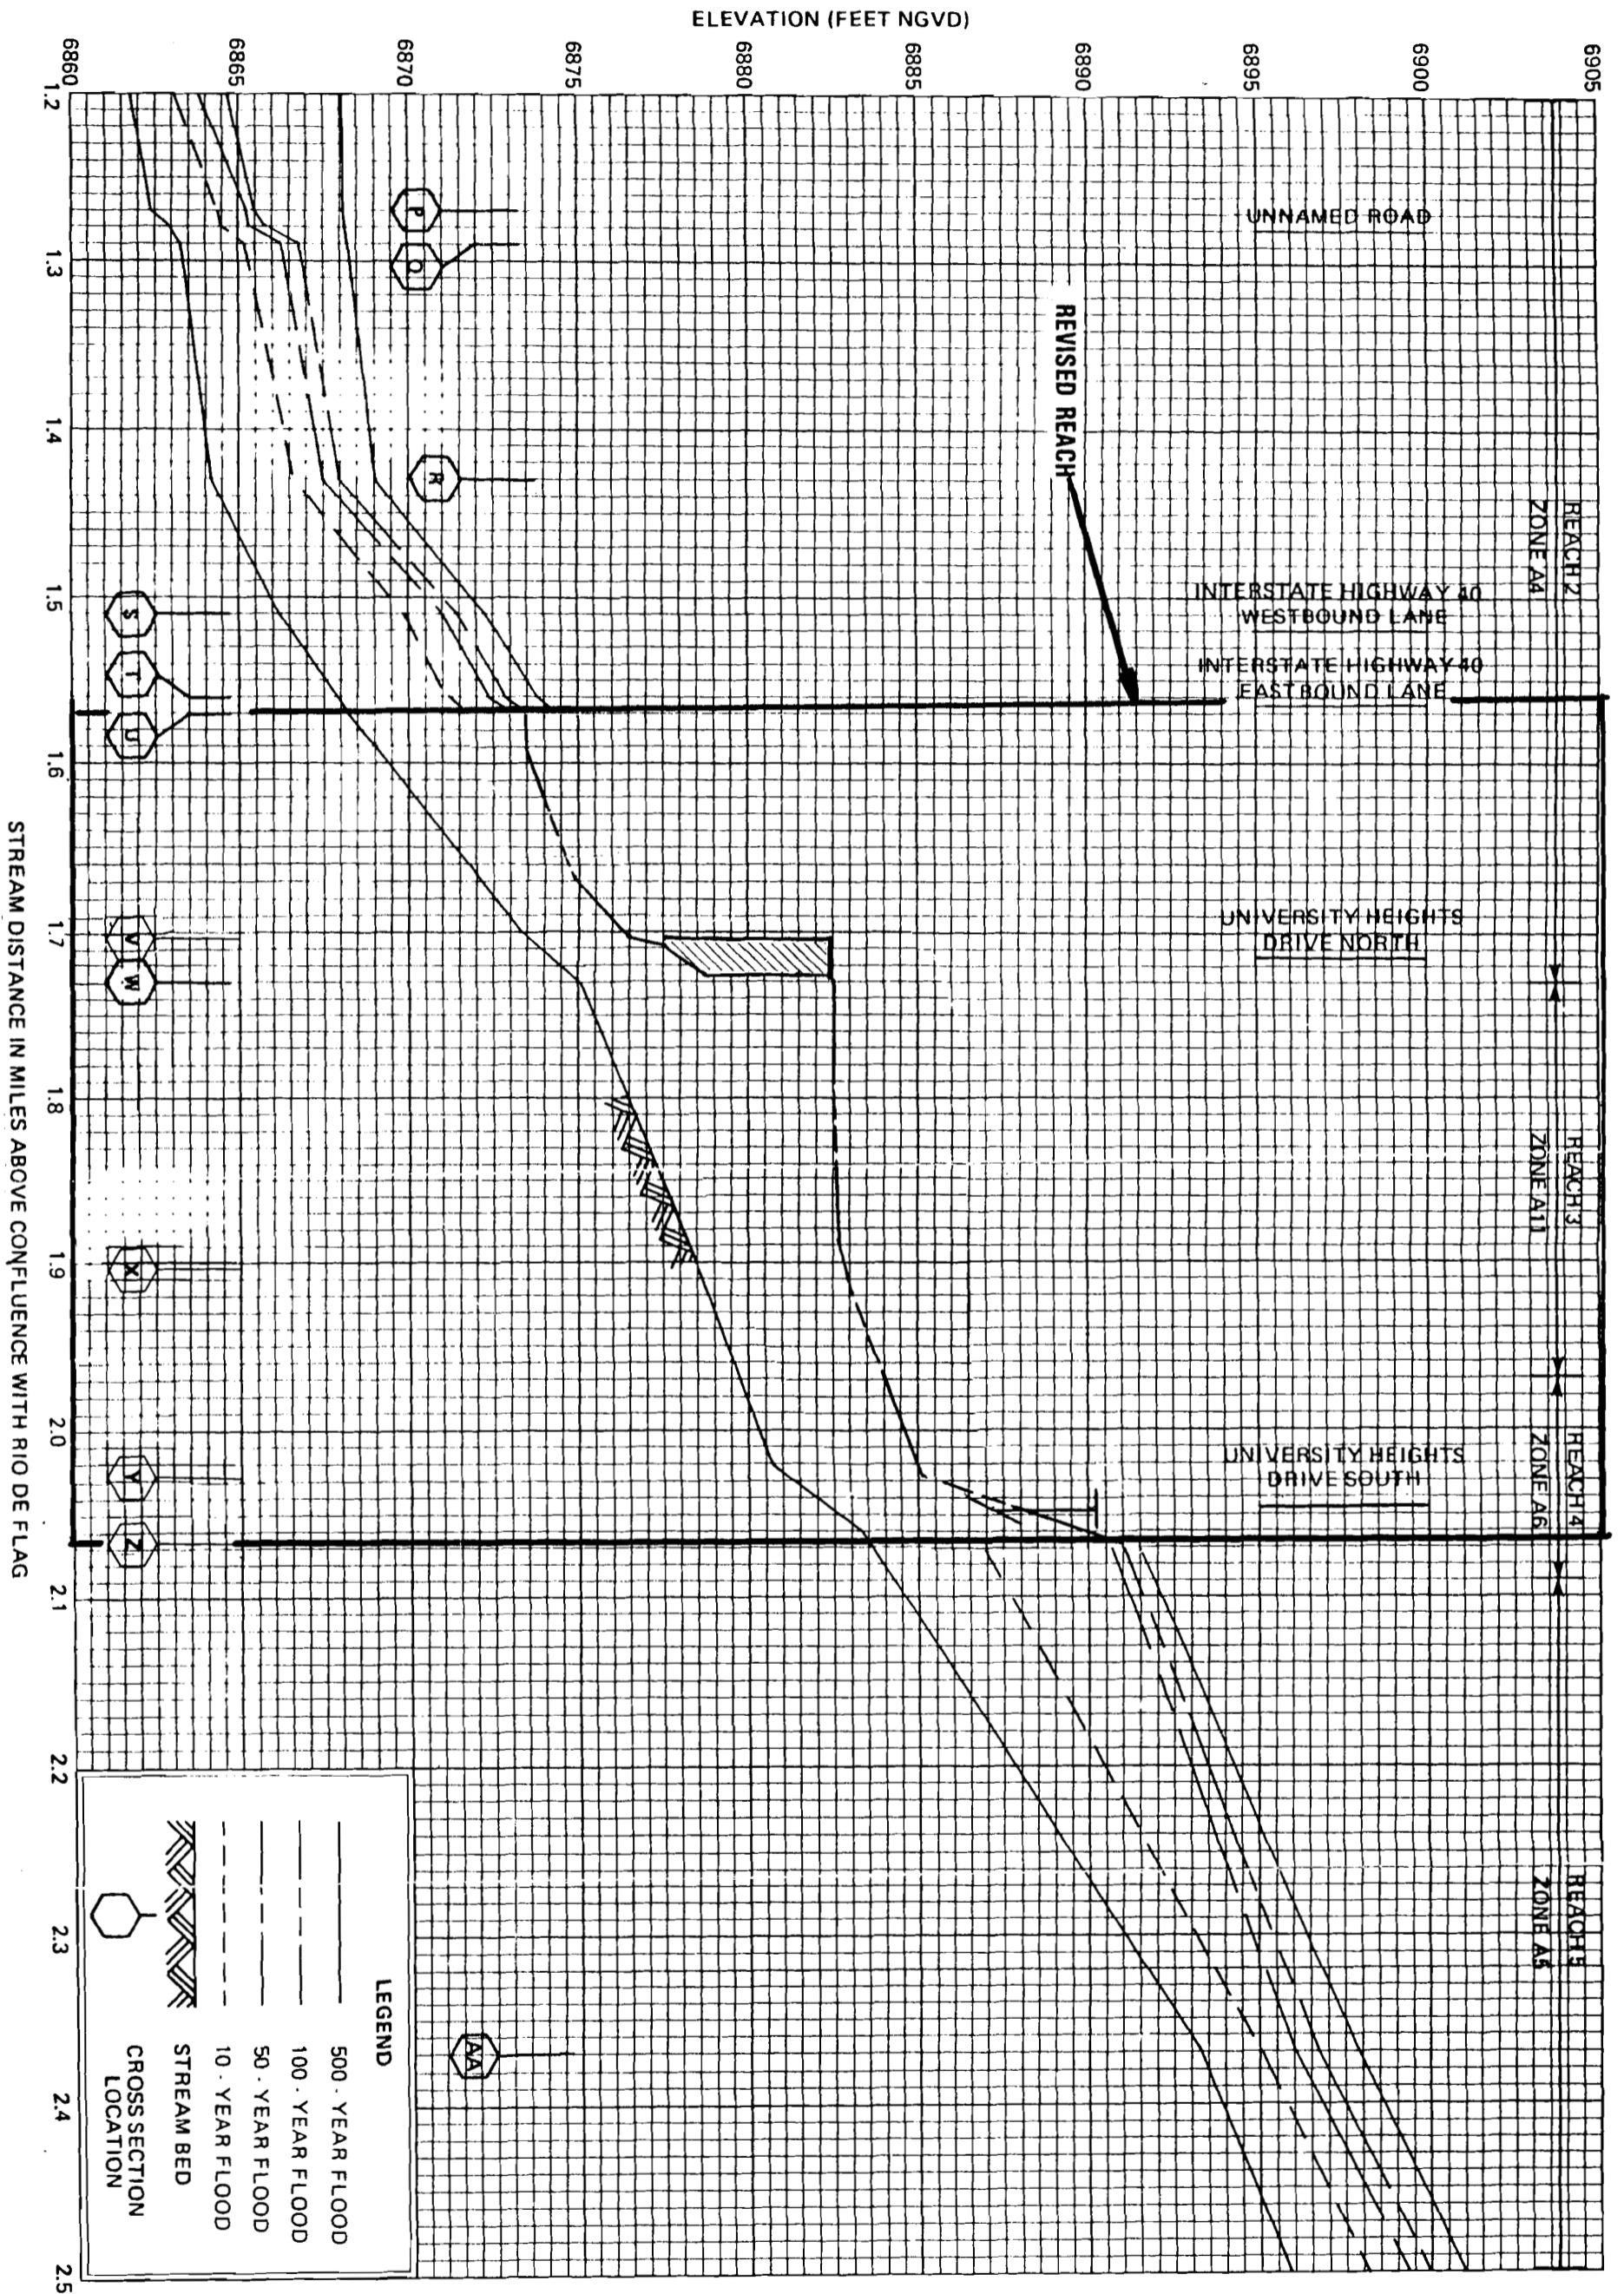 ELEVATION (FEET NGVD)
6905
6900
6895
6890
6885
6880
6875
6870
6865
6860
1.2
1.3
1.4
1.5
1.6
1.7
1.8
1.9
2.0
2.1
2.2
2.3
2.4
2.5
STREAM DISTANCE IN MILES ABOVE CONFLUENCE WITH RIO DE FLAG
REACH 2
ZONE A4
REACH 3
ZONE A11
REACH 4
ZONE A6
REACH 5
ZONE A5
UNNAMED ROAD
INTERSTATE HIGHWAY 40
WESTBOUND LANE
INTERSTATE HIGHWAY 40
EASTBOUND LANE
UNIVERSITY HEIGHTS
DRIVE NORTH
UNIVERSITY HEIGHTS
DRIVE SOUTH
REVISED REACH
P
Q
R
S
T
U
V
W
X
Y
Z
AA
LEGEND
500 - YEAR FLOOD
100 - YEAR FLOOD
50 - YEAR FLOOD
10 - YEAR FLOOD
STREAM BED
CROSS SECTION
LOCATION